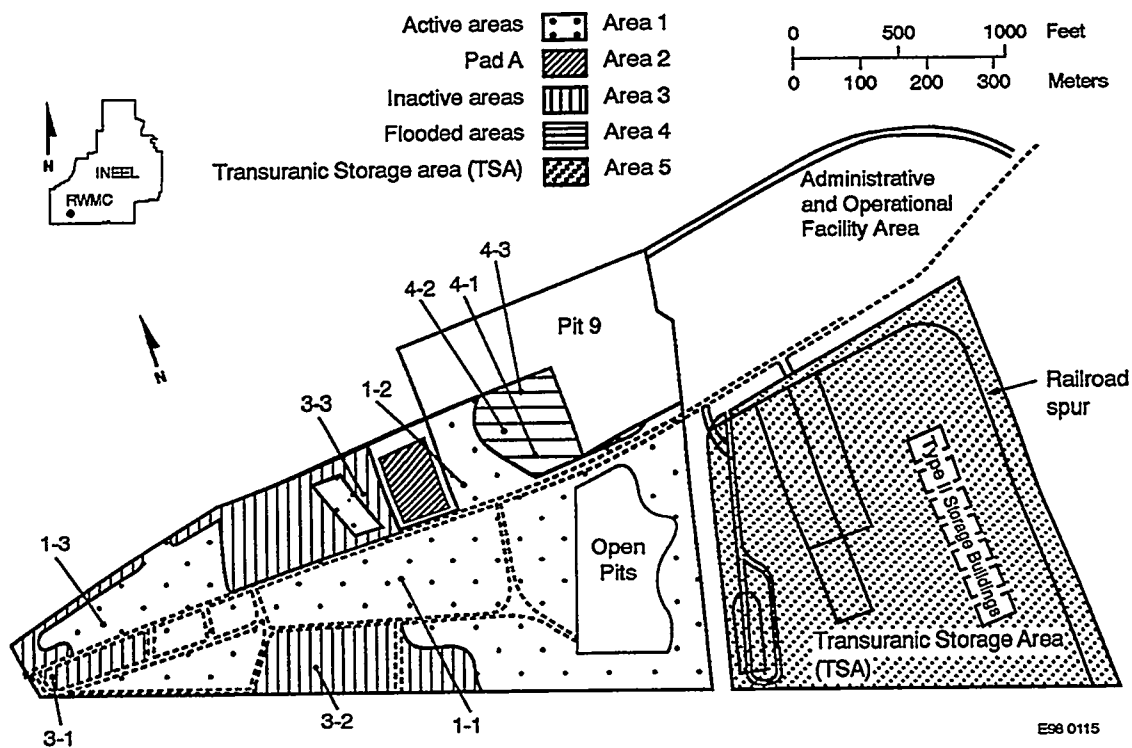 Active areas Area 1
Pad A Area 2
Inactive areas Area 3
Flooded areas Area 4
Transuranic Storage area (TSA) Area 5
0 500 1000 Feet
0 100 200 300 Meters
N
INEEL
RWMC
N
Administrative
and Operational
Facility Area
4-3
4-2
4-1
Pit 9
3-3
1-2
Railroad
spur
Type II Storage Buildings
1-3
Open
Pits
Transuranic Storage Area
(TSA)
3-1
3-2
1-1
E98 0115